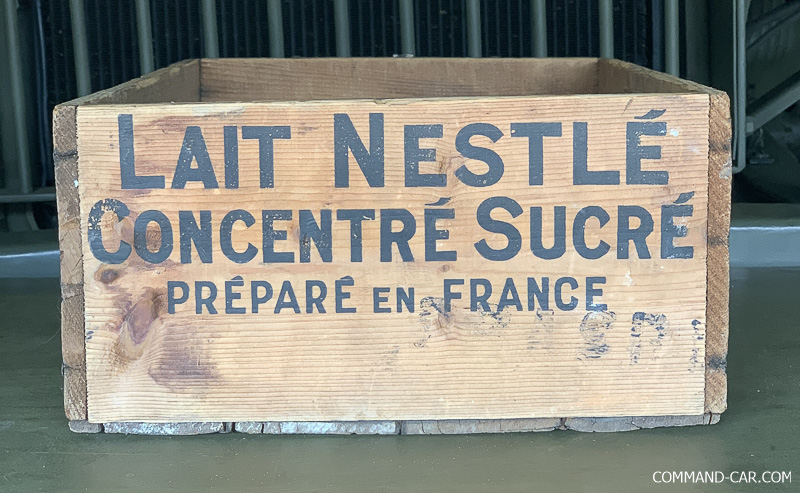 LAIT NESTLÉ
CONCENTRÉ SUCRÉ
PRÉPARÉ EN FRANCE
COMMAND-CAR.COM